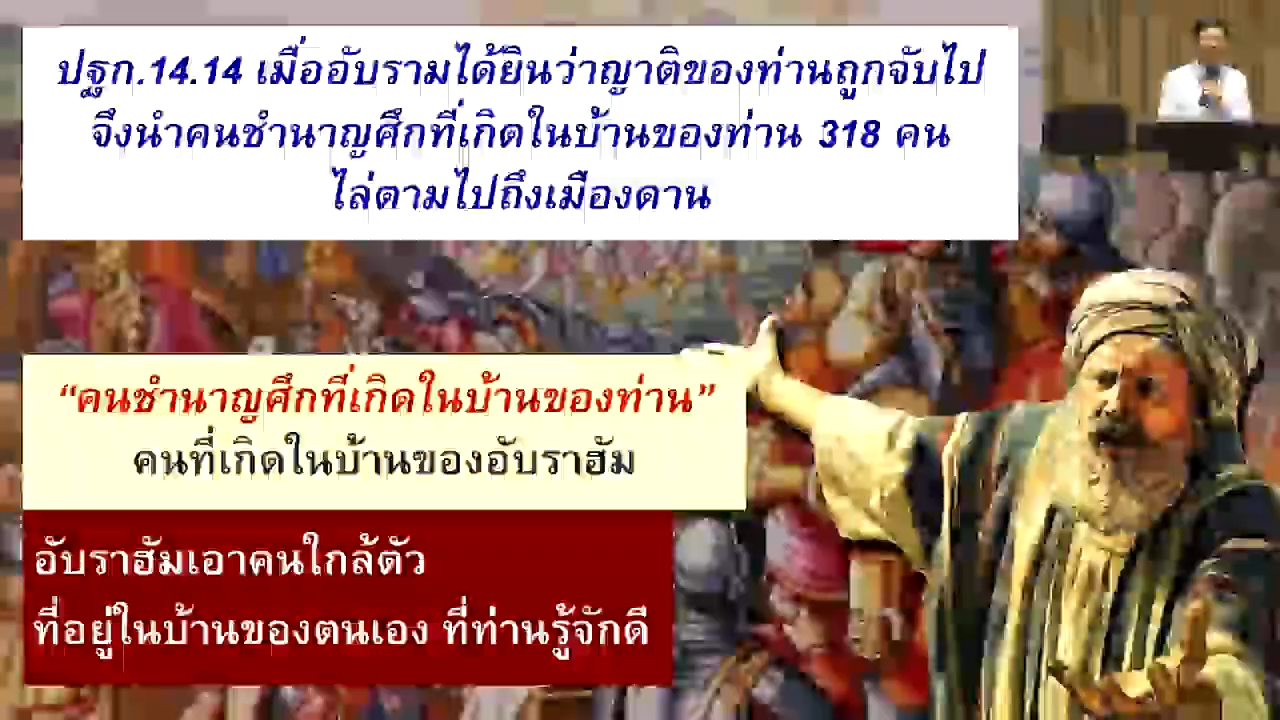 ปฐก.14.14 เมื่ออับรามได้ยินว่าญาติของท่านถูกจับไป
จึงนำคนชำนาญศึกที่เกิดในบ้านของท่าน 318 คน
ไล่ตามไปถึงเมืองดาน
“คนชำนาญศึกที่เกิดในบ้านของท่าน”
คนที่เกิดในบ้านของอับราฮัม
อับราฮัมเอาคนใกล้ตัว
ที่อยู่ในบ้านของตนเอง ที่ท่านรู้จักดี